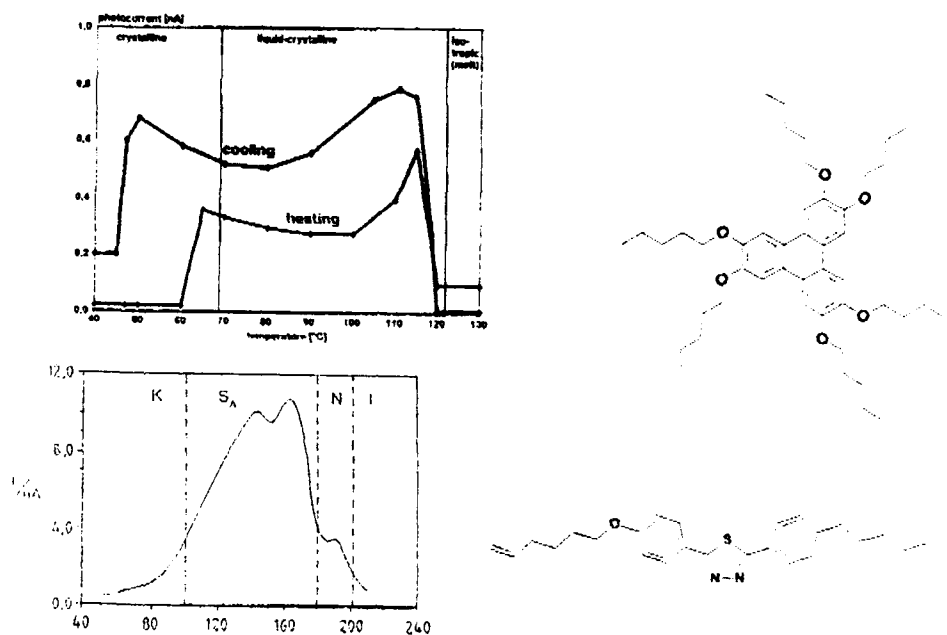 photocurrent [nA]
crystalline
liquid-crystalline
iso-
tropic
(melt)
1,0
0,8
0,6
0,4
0,2
0,0
cooling
heating
40 50 60 70 80 90 100 110 120 130
temperature [°C]
12,0
8,0
4,0
0,0
K
S_A
N
I
40 80 120 160 200 240
O
O
O
O
O
O
O
S
N-N